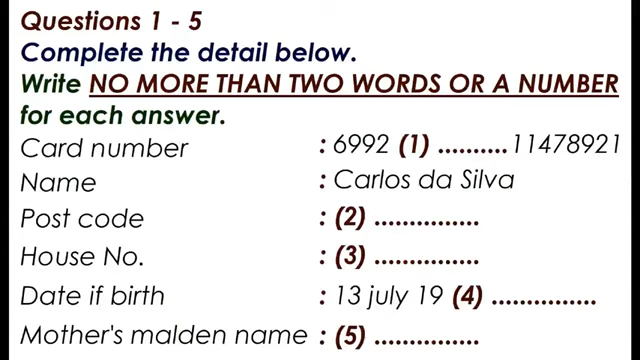 Questions 1 - 5
Complete the detail below.
Write NO MORE THAN TWO WORDS OR A NUMBER
for each answer.
Card number : 6992 (1) ..........11478921
Name : Carlos da Silva
Post code : (2) ...............
House No. : (3) ...............
Date if birth : 13 july 19 (4) ...............
Mother's malden name : (5) ...............